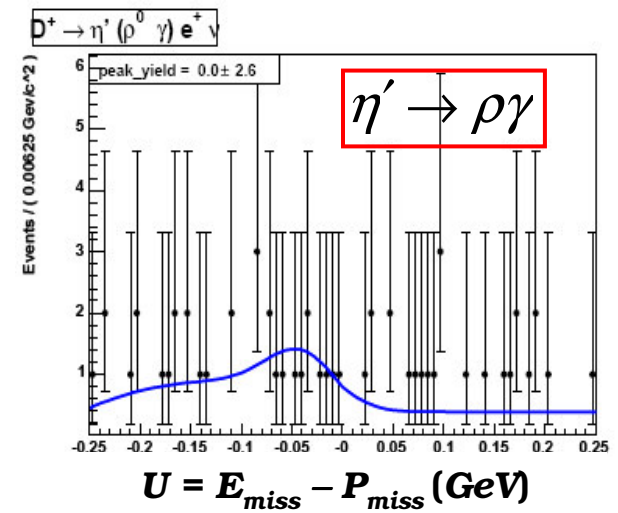 D⁺ → η' (ρ⁰ γ) e⁺ ν
peak_yield = 0.0 ± 2.6
η′ → ργ
Events / ( 0.00625 Gev/c^2 )
6
5
4
3
2
1
-0.25 -0.2 -0.15 -0.1 -0.05 -0 0.05 0.1 0.15 0.2 0.25
U = E_miss – P_miss (GeV)